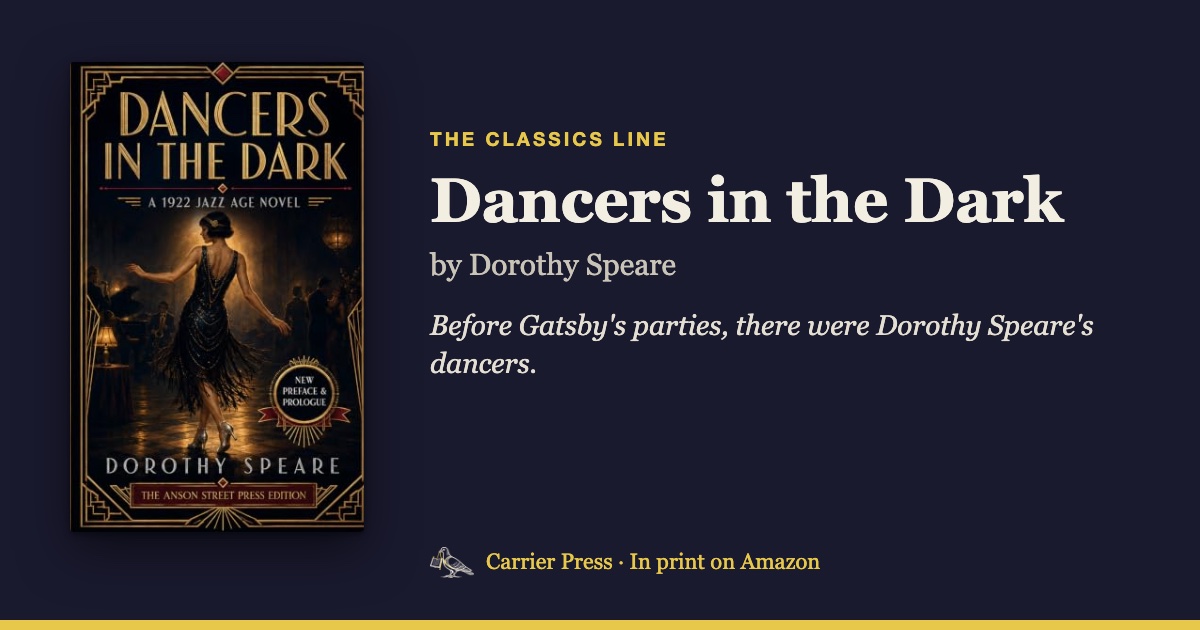 DANCERS
IN THE DARK
A 1922 JAZZ AGE NOVEL
NEW
PREFACE &
PROLOGUE
DOROTHY SPEARE
THE ANSON STREET PRESS EDITION
THE CLASSICS LINE
Dancers in the Dark
by Dorothy Speare
Before Gatsby's parties, there were Dorothy Speare's
dancers.
Carrier Press · In print on Amazon